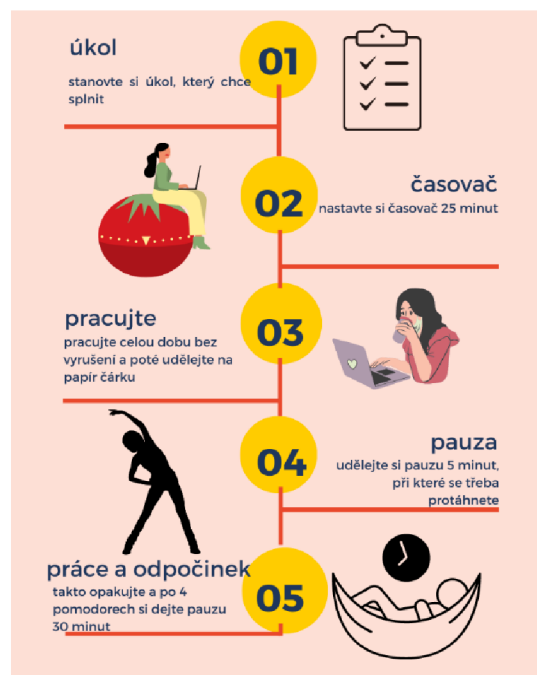 úkol
01
stanovte si úkol, který chce
splnit
02
časovač
nastavte si časovač 25 minut
pracujte
03
pracujte celou dobu bez
vyrušení a poté udělejte na
papír čárku
04
pauza
udělejte si pauzu 5 minut,
při které se třeba
protáhnete
práce a odpočinek
05
takto opakujte a po 4
pomodorech si dejte pauzu
30 minut